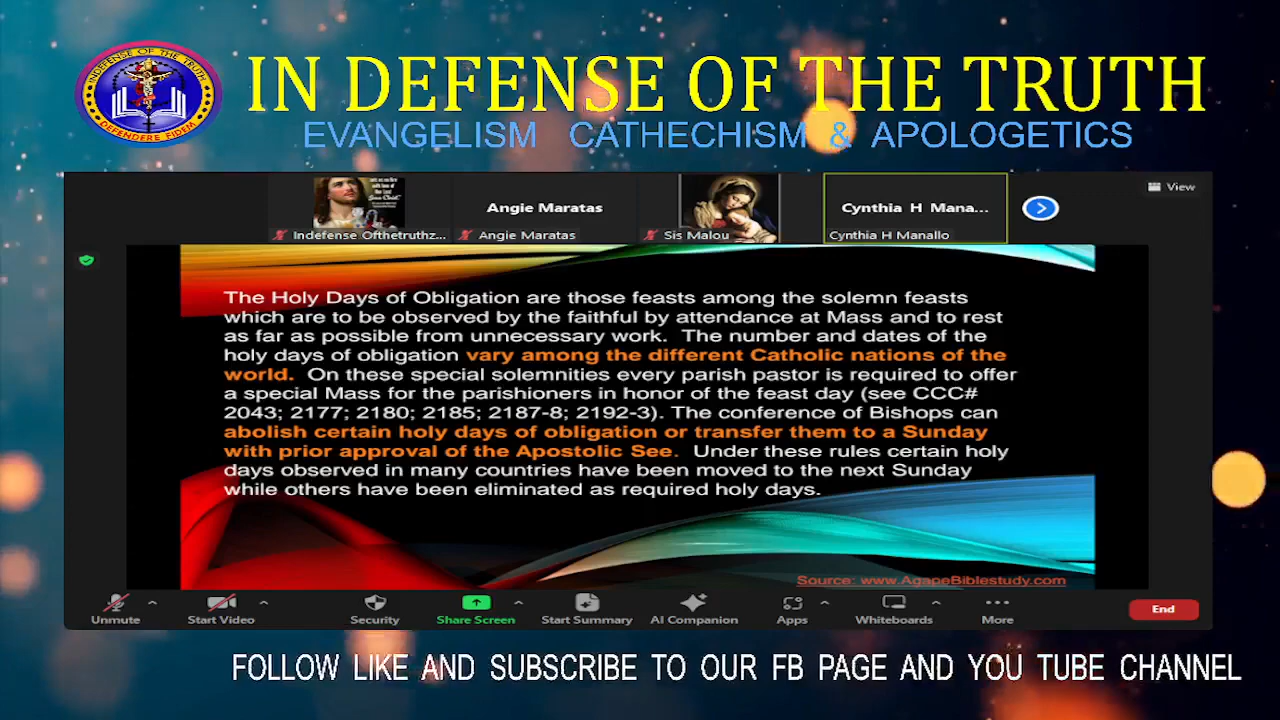 IN DEFENSE OF THE TRUTH
EVANGELISM CATHECHISM & APOLOGETICS
INDEFENSE OF THE TRUTH
DEFENDERE FIDEM
View
Angie Maratas
Cynthia H Mana...
Indefense Ofthetruthz...
Angie Maratas
Sis Malou
Cynthia H Manallo
The Holy Days of Obligation are those feasts among the solemn feasts
which are to be observed by the faithful by attendance at Mass and to rest
as far as possible from unnecessary work. The number and dates of the
holy days of obligation vary among the different Catholic nations of the
world. On these special solemnities every parish pastor is required to offer
a special Mass for the parishioners in honor of the feast day (see CCC#
2043; 2177; 2180; 2185; 2187-8; 2192-3). The conference of Bishops can
abolish certain holy days of obligation or transfer them to a Sunday
with prior approval of the Apostolic See. Under these rules certain holy
days observed in many countries have been moved to the next Sunday
while others have been eliminated as required holy days.
Source: www.AgapeBiblestudy.com
Unmute
Start Video
Security
Share Screen
Start Summary
AI Companion
Apps
Whiteboards
More
End
FOLLOW LIKE AND SUBSCRIBE TO OUR FB PAGE AND YOU TUBE CHANNEL